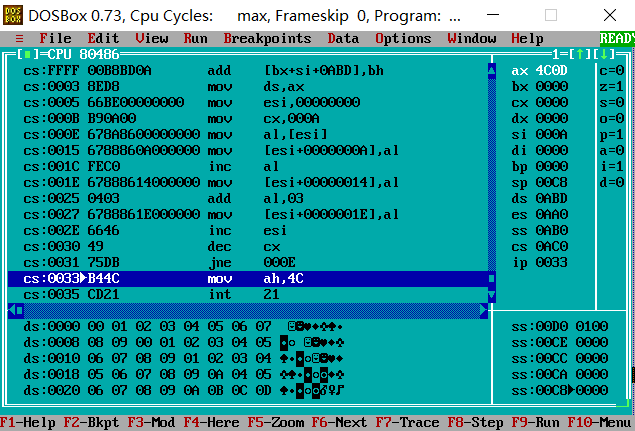 DOSBox 0.73, Cpu Cycles: max, Frameskip 0, Program: ...
≡ File Edit View Run Breakpoints Data Options Window Help READY
[■]=CPU 80486 1=[↑][↓]
cs:FFFF 00B8BD0A add [bx+si+0ABD],bh ax 4C0D c=0
cs:0003 8ED8 mov ds,ax bx 0000 z=1
cs:0005 66BE00000000 mov esi,00000000 cx 0000 s=0
cs:000B B90A00 mov cx,000A dx 0000 o=0
cs:000E 678A8600000000 mov al,[esi] si 000A p=1
cs:0015 6788860A000000 mov [esi+0000000A],al di 0000 a=0
cs:001C FEC0 inc al bp 0000 i=1
cs:001E 67888614000000 mov [esi+00000014],al sp 00C8 d=0
cs:0025 0403 add al,03 ds 0ABD
cs:0027 6788861E000000 mov [esi+0000001E],al es 0AA0
cs:002E 6646 inc esi ss 0AB0
cs:0030 49 dec cx cs 0AC0
cs:0031 75DB jne 000E ip 0033
cs:0033►B44C mov ah,4C
cs:0035 CD21 int 21
ds:0000 00 01 02 03 04 05 06 07 ☺☻♥♦♣♠• ss:00D0 0100
ds:0008 08 09 00 01 02 03 04 05 ◘○ ☺☻♥♦♣ ss:00CE 0000
ds:0010 06 07 08 09 01 02 03 04 ♠•◘○☺☻♥♦ ss:00CC 0000
ds:0018 05 06 07 08 09 0A 04 05 ♣♠•◘○◙♦♣ ss:00CA 0000
ds:0020 06 07 08 09 0A 0B 0C 0D ♠•◘○◙♂♀♪ ss:00C8►0000
F1-Help F2-Bkpt F3-Mod F4-Here F5-Zoom F6-Next F7-Trace F8-Step F9-Run F10-Menu